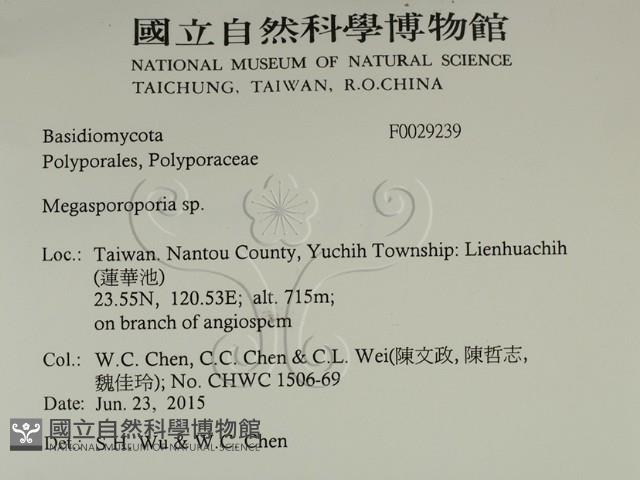 國立自然科學博物館
NATIONAL MUSEUM OF NATURAL SCIENCE
TAICHUNG, TAIWAN, R.O.CHINA
Basidiomycota F0029239
Polyporales, Polyporaceae
Megasporoporia sp.
Loc.: Taiwan. Nantou County, Yuchih Township: Lienhuachih
(蓮華池)
23.55N, 120.53E; alt. 715m;
on branch of angiospem
Col.: W.C. Chen, C.C. Chen & C.L. Wei(陳文政, 陳哲志,
魏佳玲); No. CHWC 1506-69
Date: Jun. 23, 2015
國立自然科學博物館
Det.: S.H. Wu & W.C. Chen
NATIONAL MUSEUM OF NATURAL SCIENCE